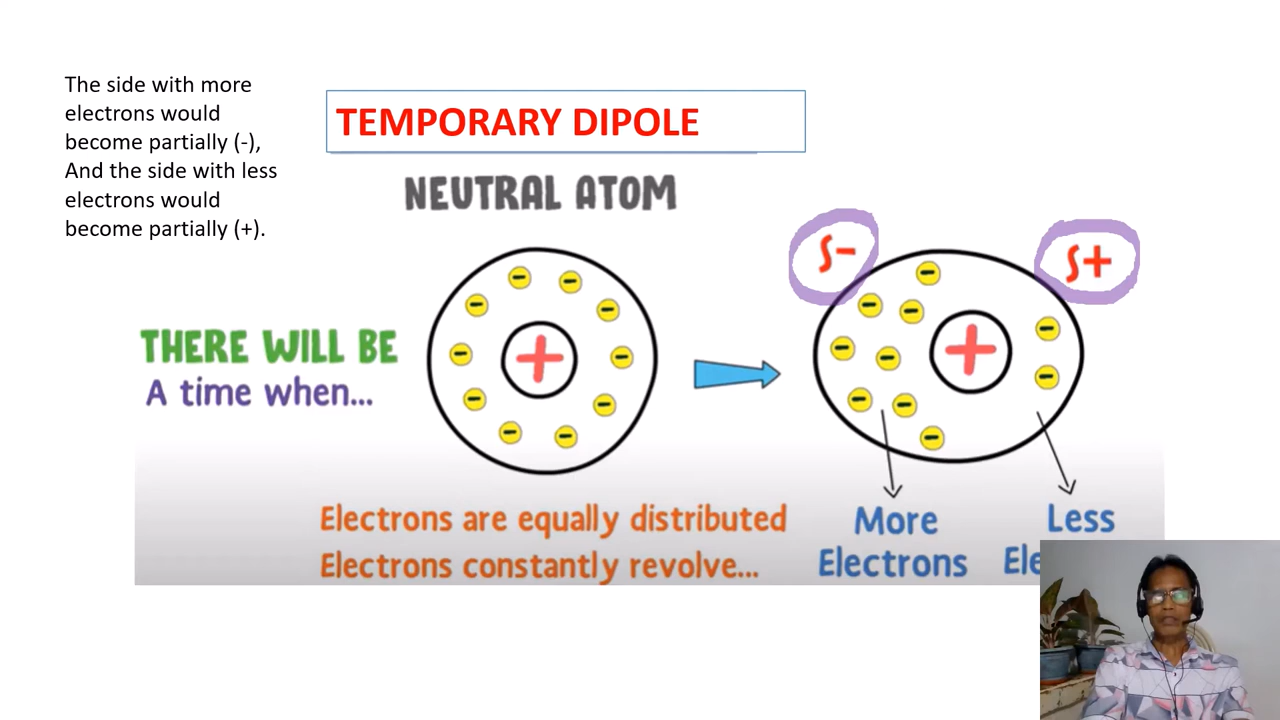 The side with more
electrons would
become partially (-),
And the side with less
electrons would
become partially (+).
TEMPORARY DIPOLE
NEUTRAL ATOM
THERE WILL BE
A time when...
+
S-
S+
+
Electrons are equally distributed
Electrons constantly revolve...
More
Electrons
Less